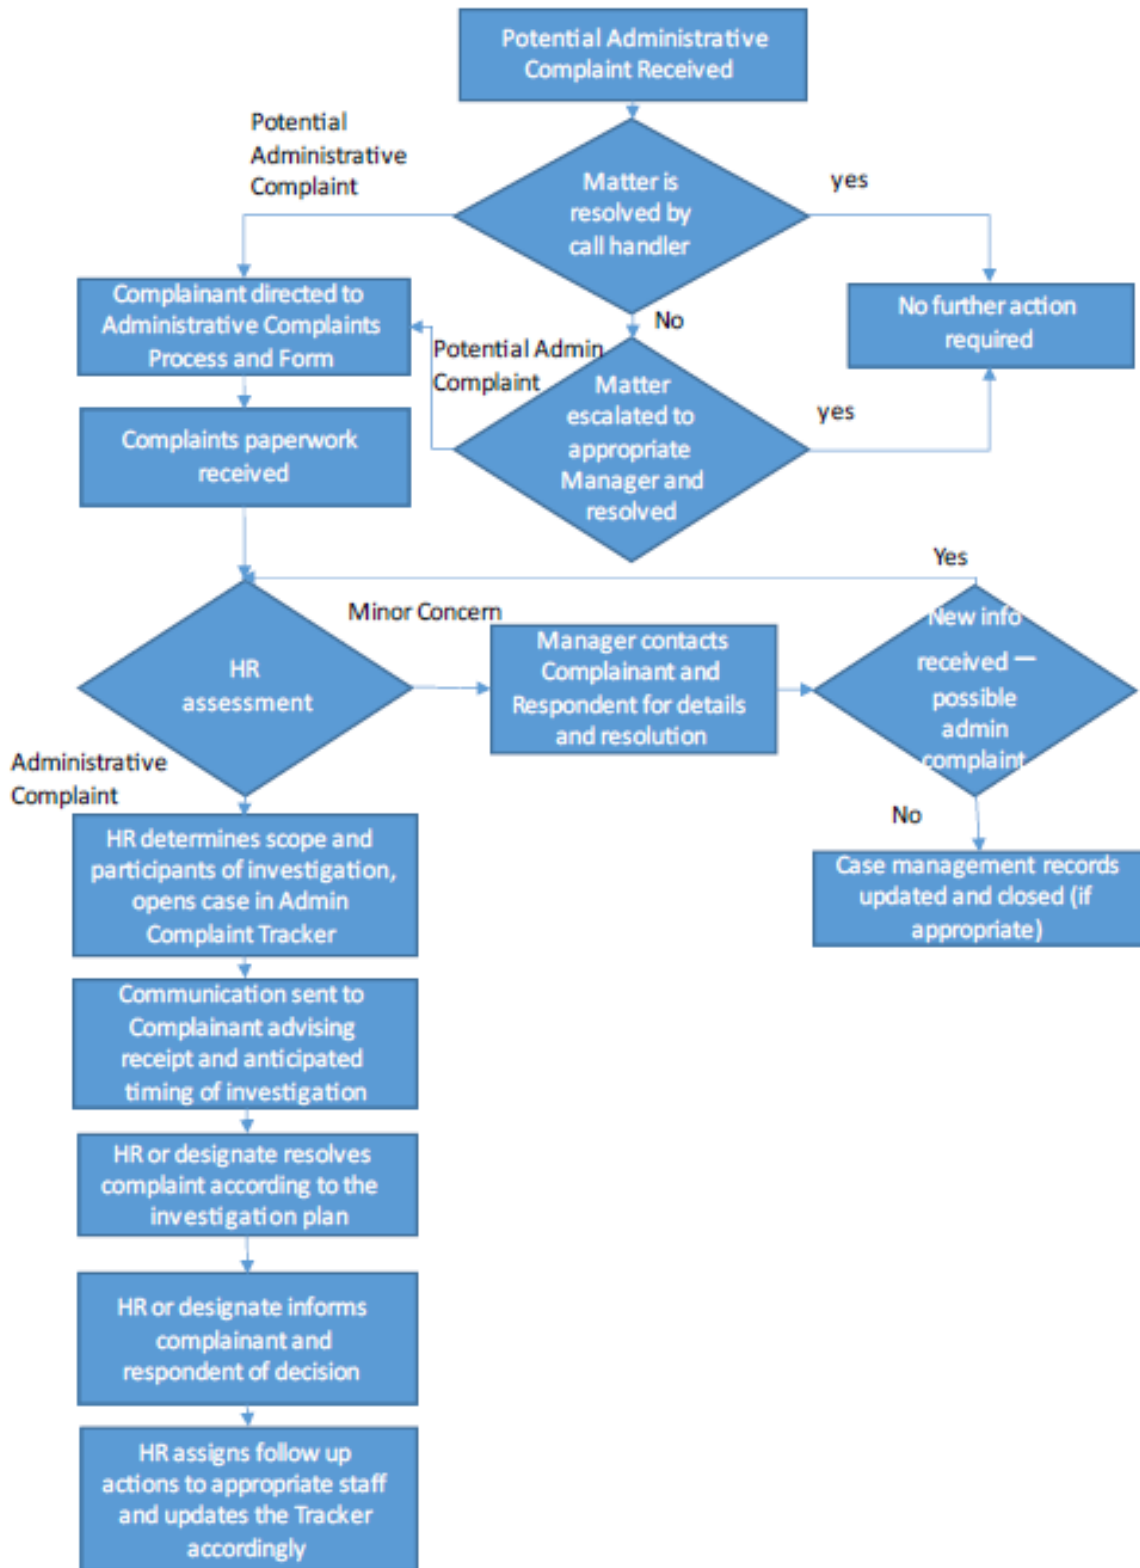 Potential Administrative
Complaint Received
Potential
Administrative
Complaint
Matter is
resolved by
call handler
yes
Complainant directed to
Administrative Complaints
Process and Form
No further action
required
No
Potential Admin
Complaint
Matter
escalated to
appropriate
Manager and
resolved
yes
Complaints paperwork
received
Yes
Minor Concern
HR
assessment
Manager contacts
Complainant and
Respondent for details
and resolution
New info
received —
possible
admin
complaint
Administrative
Complaint
No
HR determines scope and
participants of investigation,
opens case in Admin
Complaint Tracker
Case management records
updated and closed (if
appropriate)
Communication sent to
Complainant advising
receipt and anticipated
timing of investigation
HR or designate resolves
complaint according to the
investigation plan
HR or designate informs
complainant and
respondent of decision
HR assigns follow up
actions to appropriate staff
and updates the Tracker
accordingly